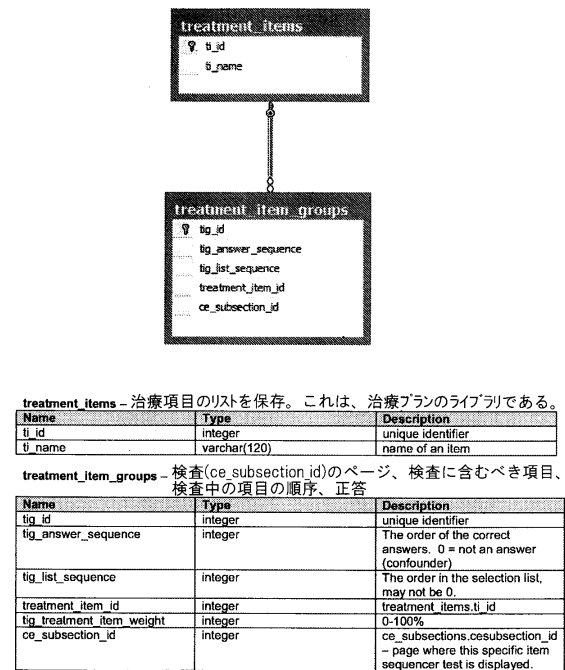 treatment_items
ti_id
ti_name
treatment_item_groups
tig_id
tig_answer_sequence
tig_list_sequence
treatment_item_id
ce_subsection_id
treatment_items – 治療項目のリストを保存。これは、治療プランのライブラリである。
Name Type Description
ti_id integer unique identifier
ti_name varchar(120) name of an item
treatment_item_groups – 検査(ce_subsection_id)のページ、検査に含むべき項目、
検査中の項目の順序、正答
Name Type Description
tig_id integer unique identifier
tig_answer_sequence integer The order of the correct
answers. 0 = not an answer
(confounder)
tig_list_sequence integer The order in the selection list,
may not be 0.
treatment_item_id integer treatment_items.ti_id
tig_treatment_item_weight integer 0-100%
ce_subsection_id integer ce_subsections.cesubsection_id
– page where this specific item
sequencer test is displayed.